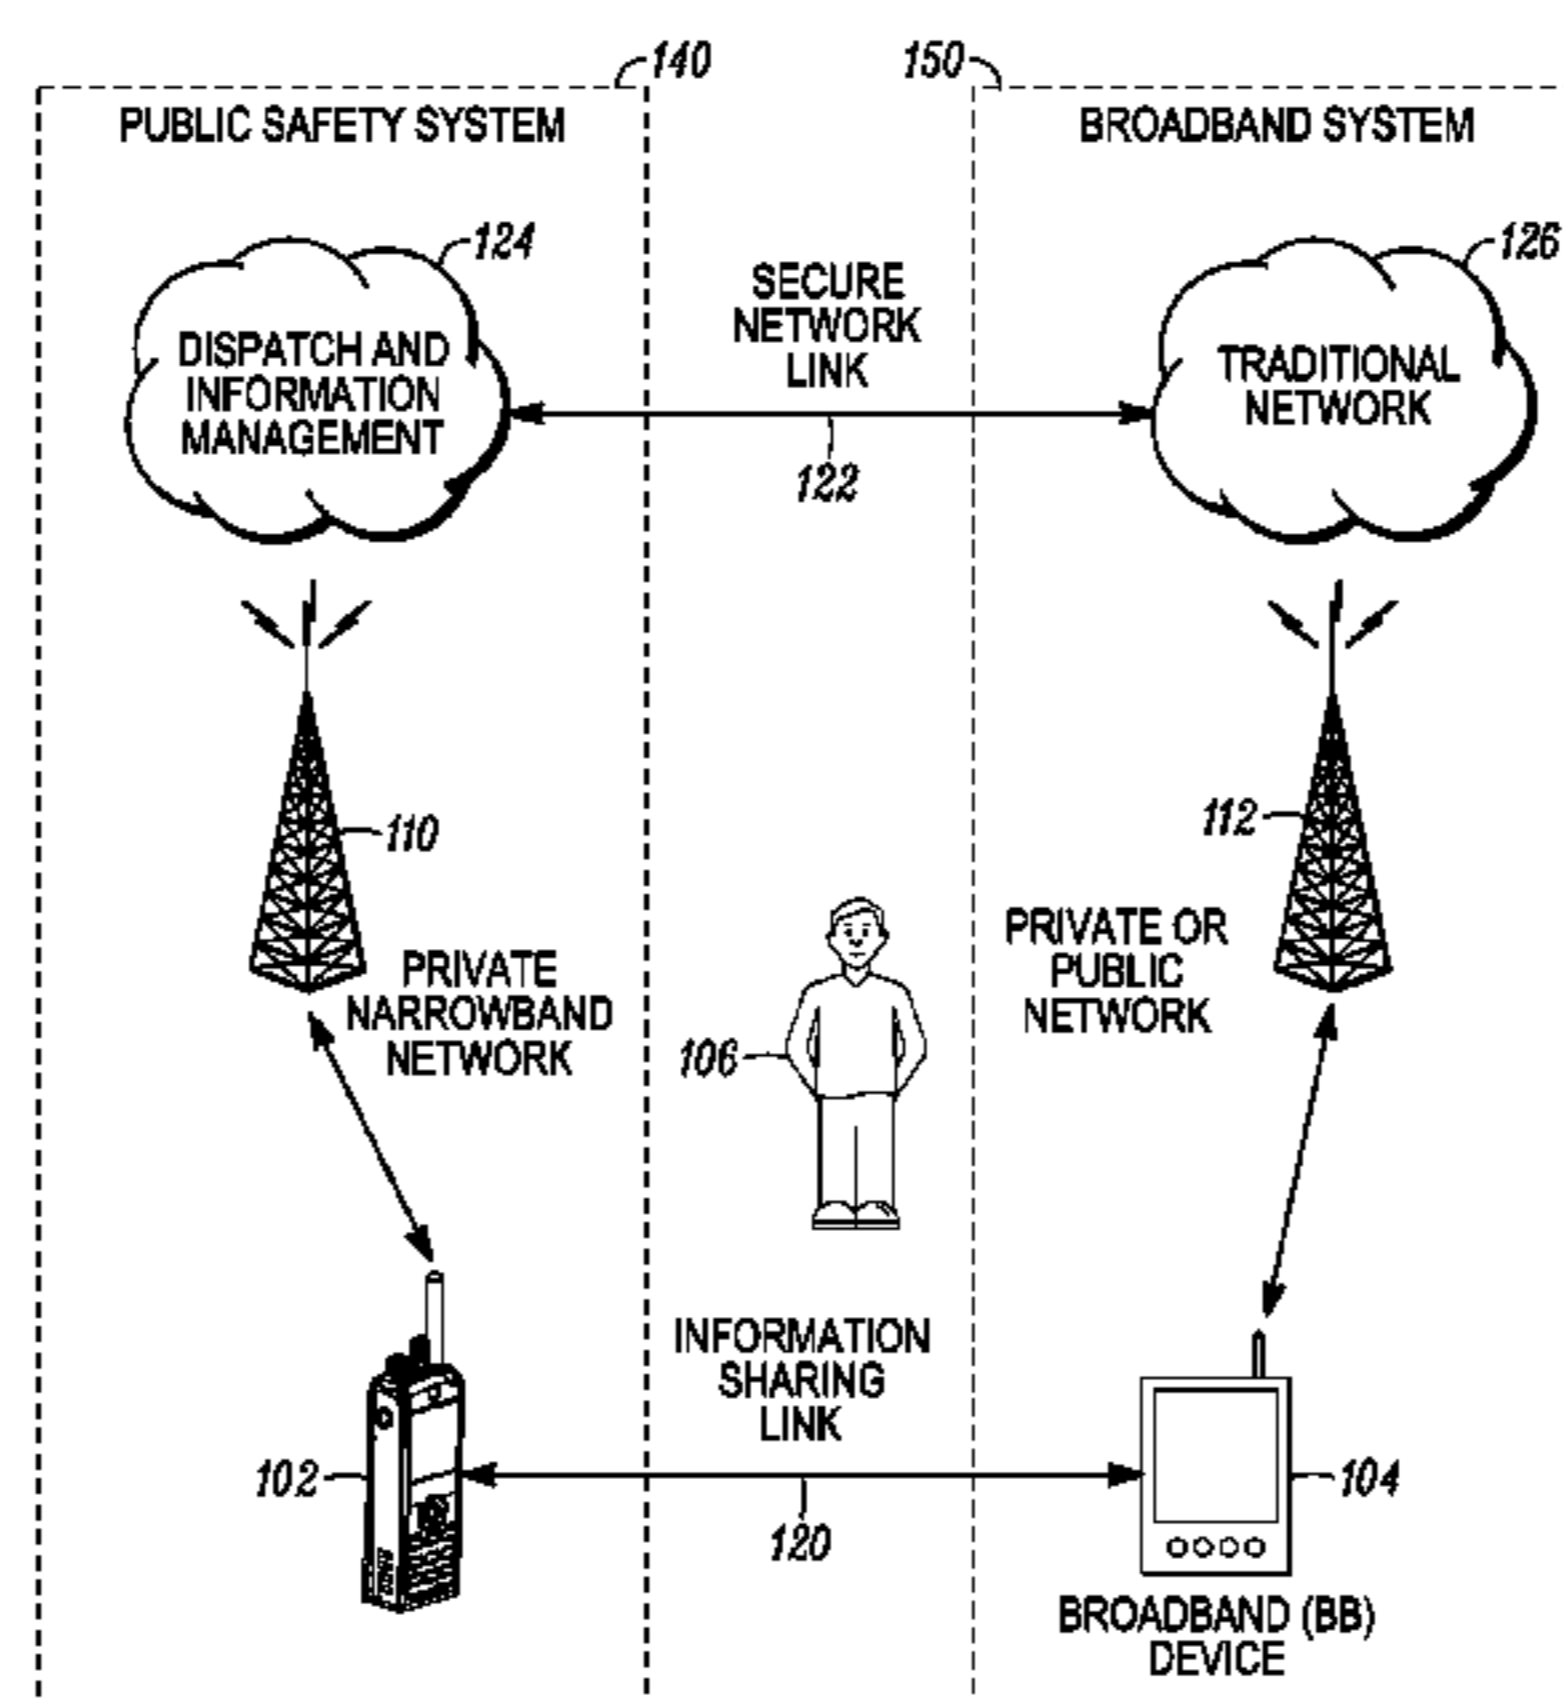 140
150
PUBLIC SAFETY SYSTEM
BROADBAND SYSTEM
124
126
DISPATCH AND
INFORMATION
MANAGEMENT
SECURE
NETWORK
LINK
122
TRADITIONAL
NETWORK
110
112
PRIVATE
NARROWBAND
NETWORK
106
PRIVATE OR
PUBLIC
NETWORK
INFORMATION
SHARING
LINK
102
120
104
BROADBAND (BB)
DEVICE